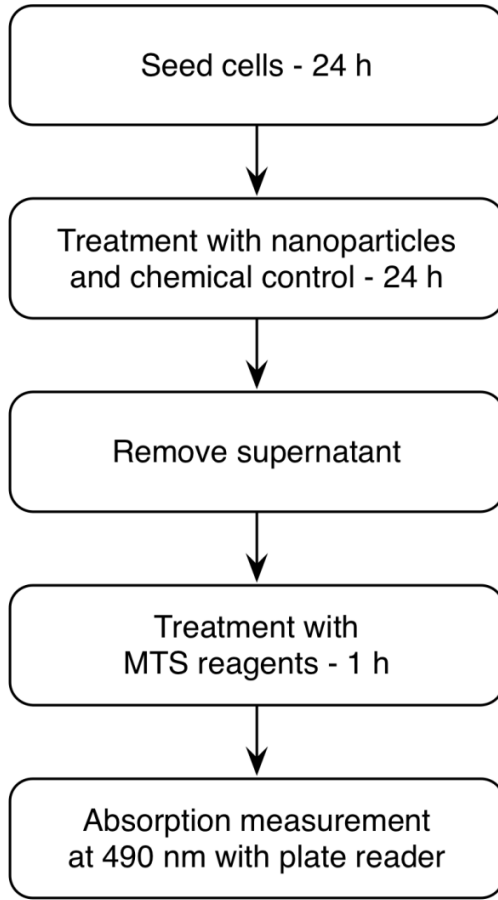 Seed cells - 24 h
Treatment with nanoparticles
and chemical control - 24 h
Remove supernatant
Treatment with
MTS reagents - 1 h
Absorption measurement
at 490 nm with plate reader